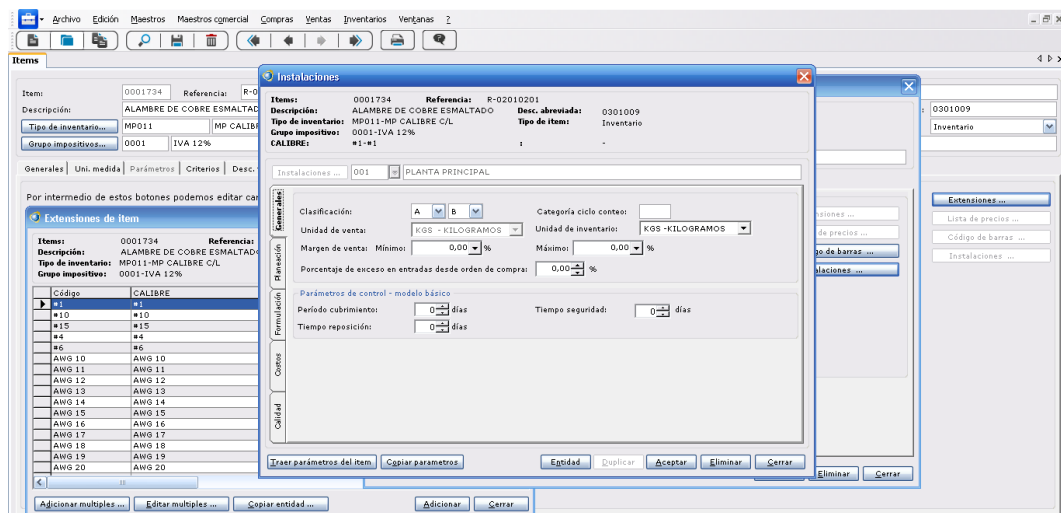 Archivo Edición Maestros Maestros comercial Compras Ventas Inventarios Ventanas ?
Items
Item: 0001734 Referencia: R-0
Descripción: ALAMBRE DE COBRE ESMALTAD
0301009
Tipo de inventario... MP011 MP CALIBR
Inventario
Grupo impositivos... 0001 IVA 12%
Generales Uni. medida Parámetros Criterios Desc.
Por intermedio de estos botones podemos editar car
Extensiones ...
Lista de precios ...
Código de barras ...
Instalaciones ...
Extensiones de item
Items: 0001734 Referencia:
Descripción: ALAMBRE DE COBRE ESMALTADO
Tipo de inventario: MP011-MP CALIBRE C/L
Grupo impositivo: 0001-IVA 12%
Código CALIBRE
#1 #1
#10 #10
#15 #15
#4 #4
#6 #6
AWG 10 AWG 10
AWG 11 AWG 11
AWG 12 AWG 12
AWG 13 AWG 13
AWG 14 AWG 14
AWG 15 AWG 15
AWG 16 AWG 16
AWG 17 AWG 17
AWG 18 AWG 18
AWG 19 AWG 19
AWG 20 AWG 20
Adicionar multiples ... Editar multiples ... Copiar entidad ... Adicionar Cerrar
nsiones ...
de precios ...
go de barras ...
alaciones ...
Eliminar Cerrar
Instalaciones
Items: 0001734 Referencia: R-02010201
Descripción: ALAMBRE DE COBRE ESMALTADO Desc. abreviada: 0301009
Tipo de inventario: MP011-MP CALIBRE C/L Tipo de item: Inventario
Grupo impositivo: 0001-IVA 12%
CALIBRE: #1-#1 : -
Instalaciones ... 001 PLANTA PRINCIPAL
Generales
Planeación
Formulación
Costos
Calidad
Clasificación: A B Categoría ciclo conteo:
Unidad de venta: KGS - KILOGRAMOS Unidad de inventario: KGS -KILOGRAMOS
Margen de venta: Mínimo: 0,00 % Máximo: 0,00 %
Porcentaje de exceso en entradas desde orden de compra: 0,00 %
Parámetros de control - modelo básico
Período cubrimiento: 0 días Tiempo seguridad: 0 días
Tiempo reposición: 0 días
Traer parámetros del item Copiar parametros Entidad Duplicar Aceptar Eliminar Cerrar